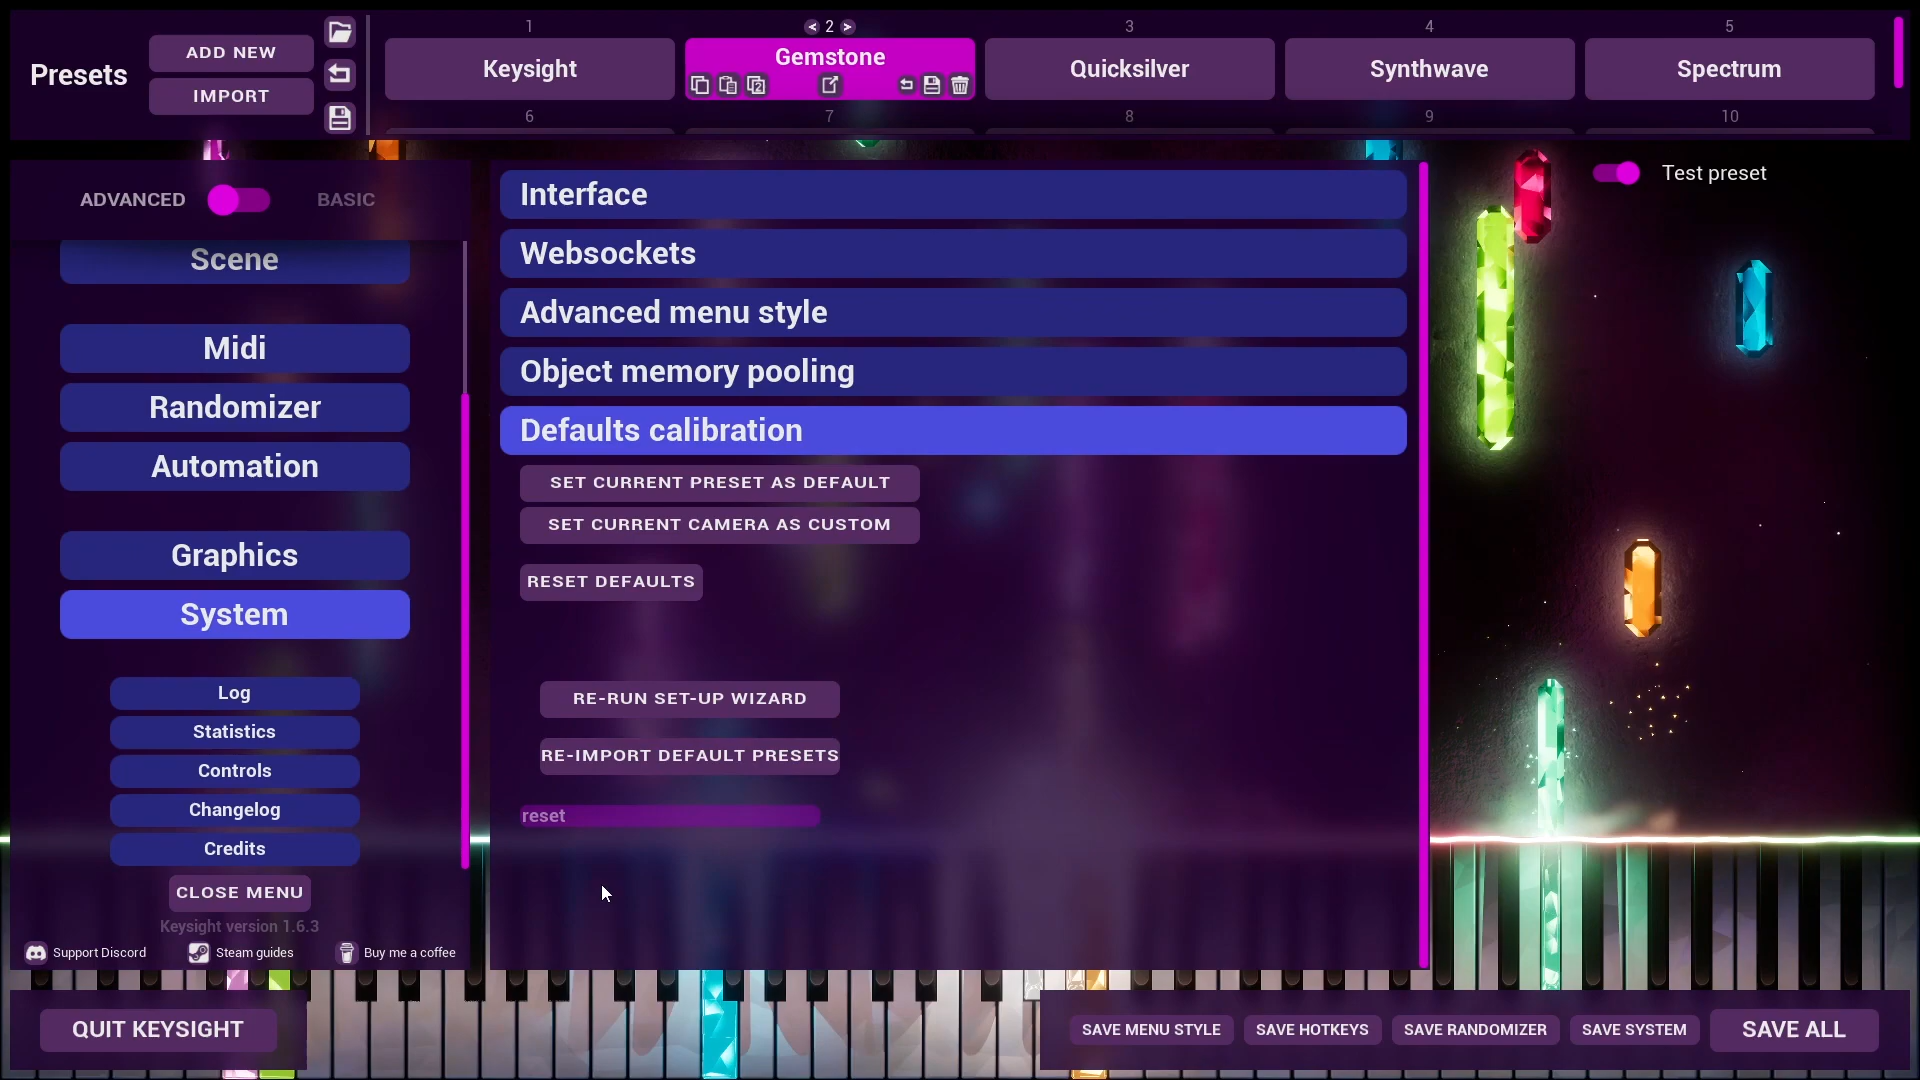 Presets
ADD NEW
IMPORT
1
< 2 >
3
4
5
Keysight
Gemstone
2
Quicksilver
Synthwave
Spectrum
6
7
8
9
10
ADVANCED
BASIC
Scene
Midi
Randomizer
Automation
Graphics
System
Log
Statistics
Controls
Changelog
Credits
CLOSE MENU
Keysight version 1.6.3
Support Discord
Steam guides
Buy me a coffee
Interface
Websockets
Advanced menu style
Object memory pooling
Defaults calibration
SET CURRENT PRESET AS DEFAULT
SET CURRENT CAMERA AS CUSTOM
RESET DEFAULTS
RE-RUN SET-UP WIZARD
RE-IMPORT DEFAULT PRESETS
reset
Test preset
QUIT KEYSIGHT
SAVE MENU STYLE
SAVE HOTKEYS
SAVE RANDOMIZER
SAVE SYSTEM
SAVE ALL